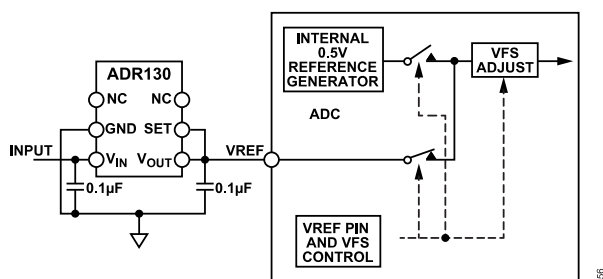 INTERNAL
0.5V
REFERENCE
GENERATOR
VFS
ADJUST
ADR130
NC
NC
ADC
GND
SET
INPUT
VREF
VIN
VOUT
0.1µF
0.1µF
VREF PIN
AND VFS
CONTROL
56